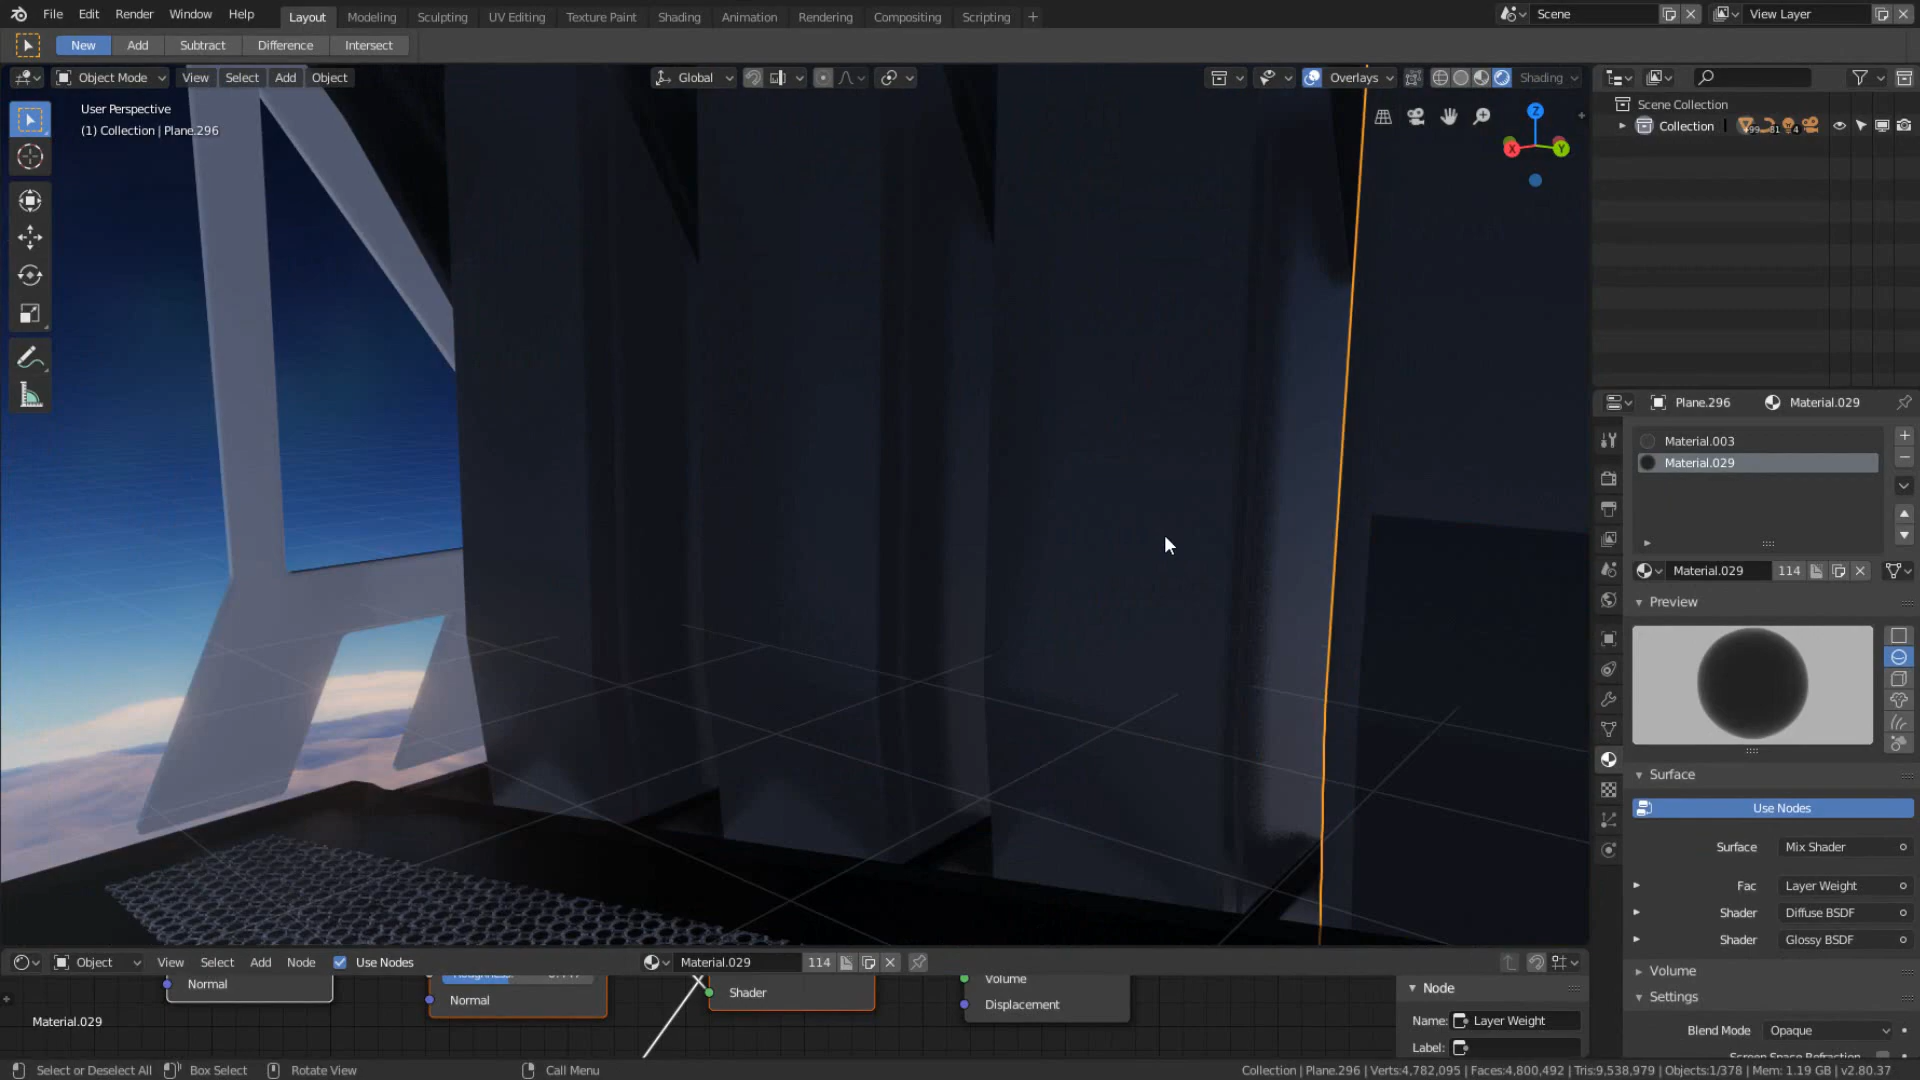 File Edit Render Window Help Layout Modeling Sculpting UV Editing Texture Paint Shading Animation Rendering Compositing Scripting Scene View Layer
New Add Subtract Difference Intersect
Object Mode View Select Add Object Global Overlays Shading
User Perspective
(1) Collection | Plane.296
Z
X
Y
Scene Collection
Collection 99 81 4
Plane.296 Material.029
Material.003
Material.029
Material.029 114
Preview
Surface
Use Nodes
Surface Mix Shader
Fac Layer Weight
Shader Diffuse BSDF
Shader Glossy BSDF
Volume
Settings
Blend Mode Opaque
Screen Space Refraction
Object View Select Add Node Use Nodes Material.029 114
Normal
Roughness:
Normal
Shader
Volume
Displacement
Node
Name: Layer Weight
Label:
Material.029
Select or Deselect All Box Select Rotate View Call Menu Collection | Plane.296 | Verts:4,782,095 | Faces:4,800,492 | Tris:9,538,979 | Objects:1/378 | Mem: 1.19 GB | v2.80.37